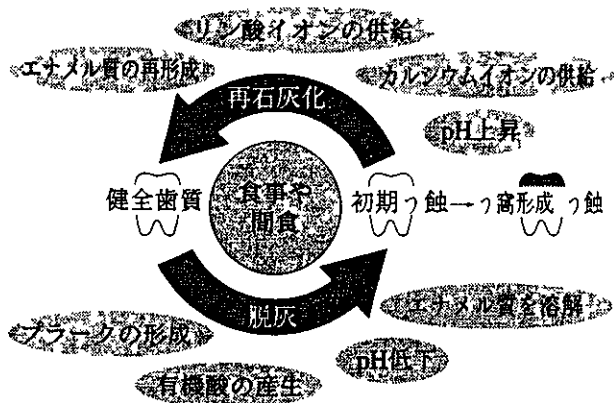 リン酸イオンの供給
エナメル質の再形成
カルシウムイオンの供給
再石灰化
pH上昇
健全歯質
食事や
間食
初期う蝕→う窩形成 う蝕
脱灰
エナメル質を溶解
プラークの形成
pH低下
有機酸の産生